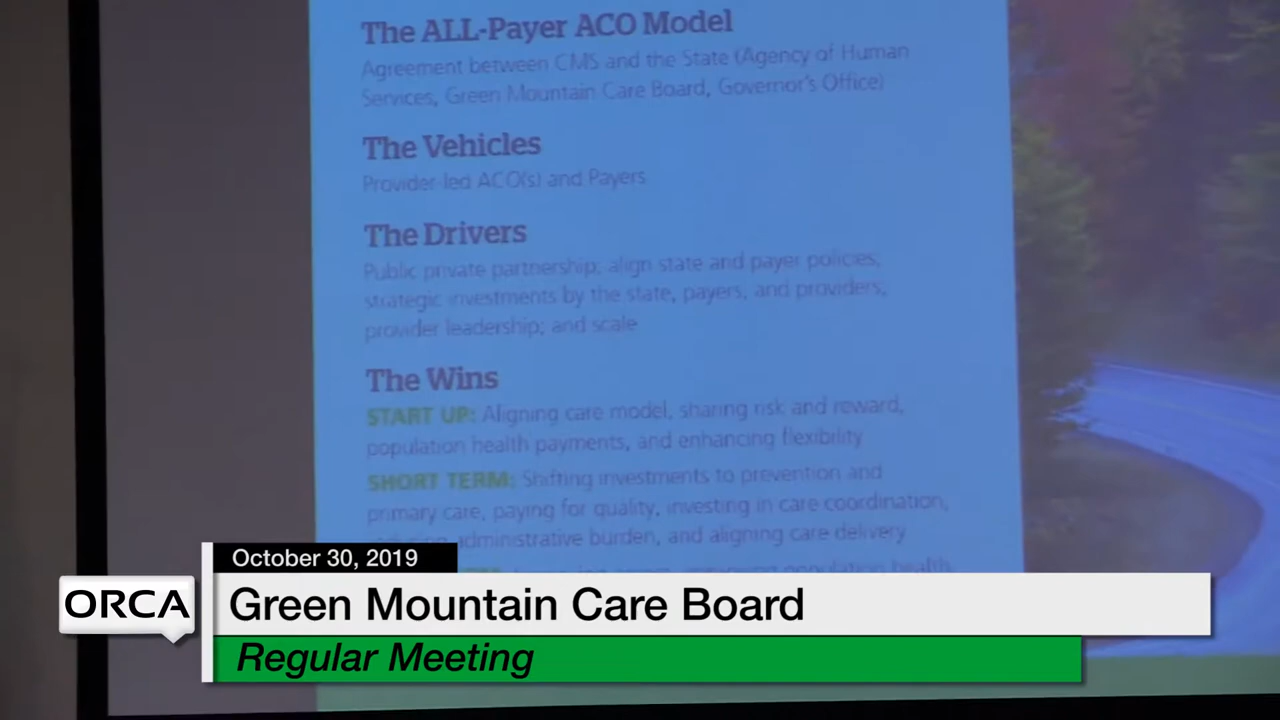 The ALL-Payer ACO Model
Agreement between CMS and the State (Agency of Human
Services, Green Mountain Care Board, Governor's Office)
The Vehicles
Provider-led ACO(s) and Payers
The Drivers
Public private partnership; align state and payer policies;
strategic investments by the state, payers, and providers;
provider leadership; and scale
The Wins
START UP: Aligning care model, sharing risk and reward,
population health payments, and enhancing flexibility
SHORT TERM: Shifting investments to prevention and
primary care, paying for quality, investing in care coordination,
administrative burden, and aligning care delivery
population health,
October 30, 2019
ORCA
Green Mountain Care Board
Regular Meeting